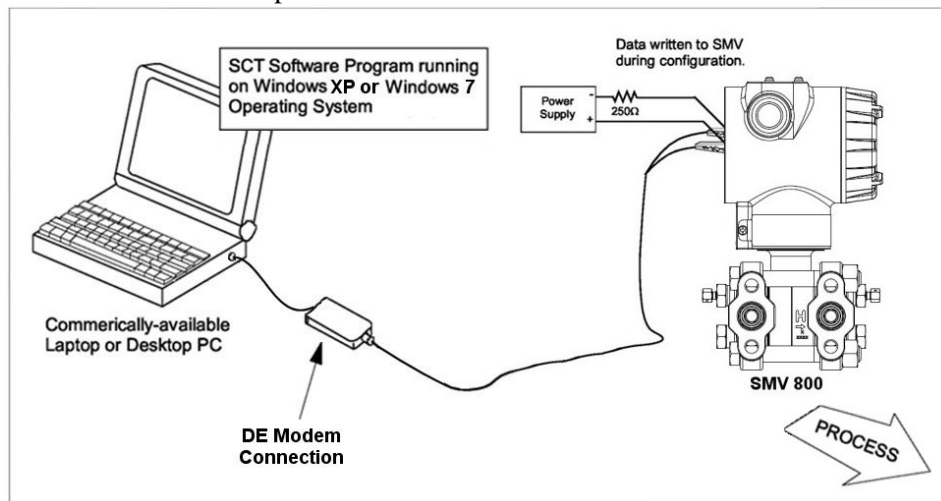 SCT Software Program running
on Windows XP or Windows 7
Operating System
Data written to SMV
during configuration.
Power
Supply
-
+
250Ω
Commerically-available
Laptop or Desktop PC
DE Modem
Connection
SMV 800
PROCESS